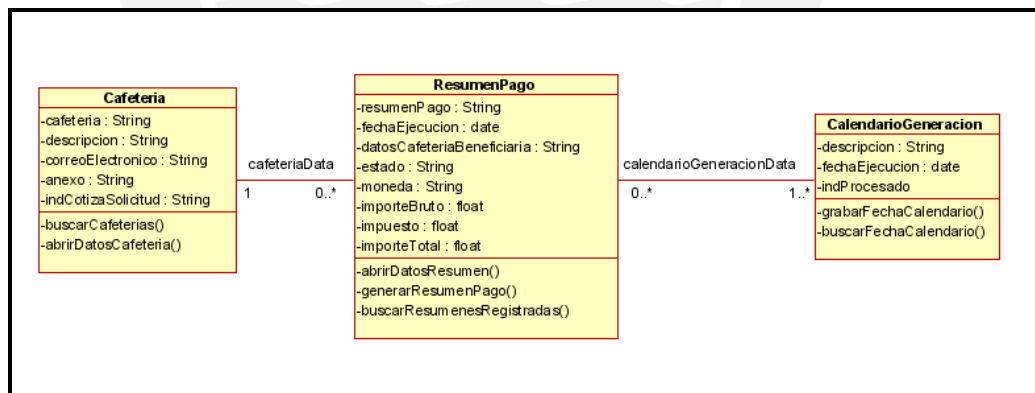 Cafeteria
-cafeteria : String
-descripcion : String
-correoElectronico : String
-anexo : String
-indCotizaSolicitud : String
-buscarCafeterias()
-abrirDatosCafeteria()
cafeteriaData
1
0..*
ResumenPago
-resumenPago : String
-fechaEjecucion : date
-datosCafeteriaBeneficiaria : String
-estado : String
-moneda : String
-importeBruto : float
-impuesto : float
-importeTotal : float
-abrirDatosResumen()
-generarResumenPago()
-buscarResumenesRegistradas()
calendarioGeneracionData
0..*
1..*
CalendarioGeneracion
-descripcion : String
-fechaEjecucion : date
-indProcesado
-grabarFechaCalendario()
-buscarFechaCalendario()